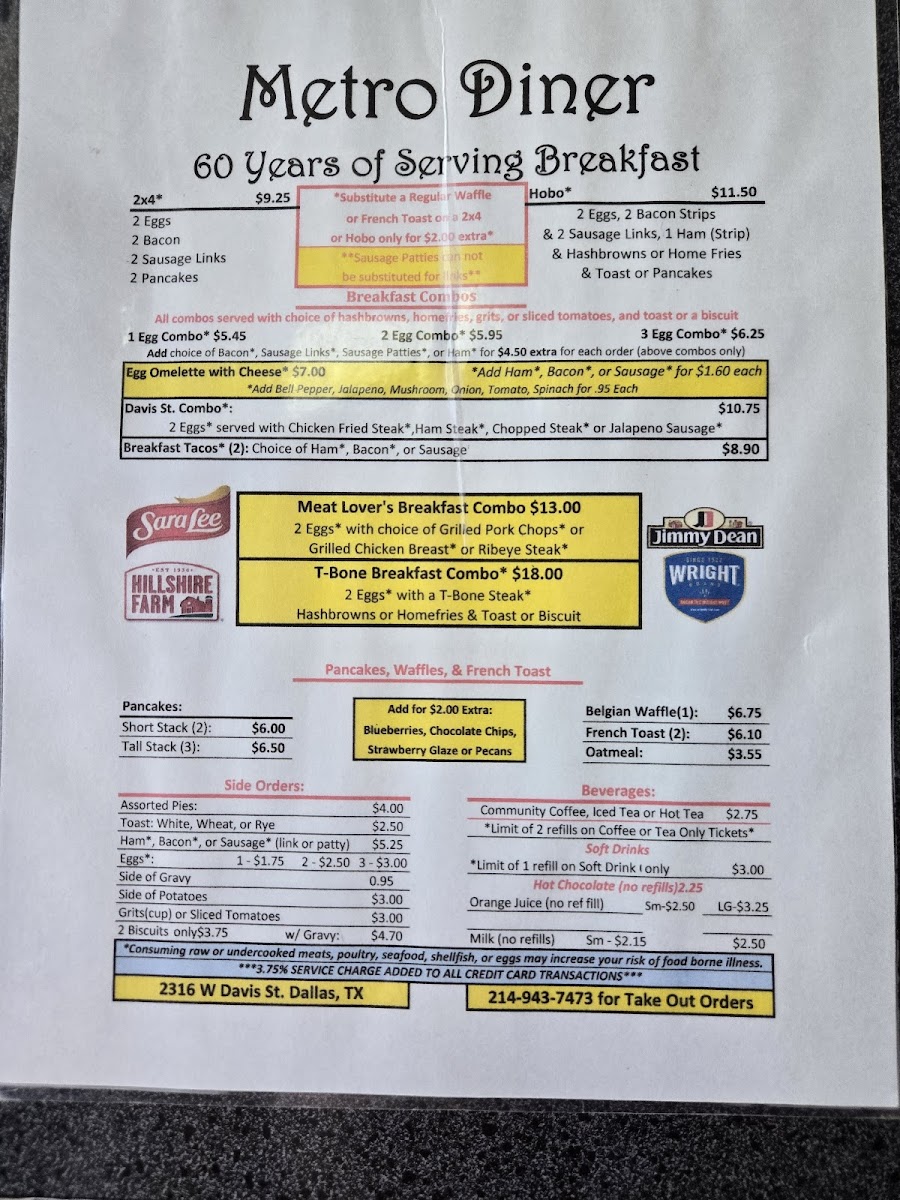 Metro Diner
60 Years of Serving Breakfast
2x4* $9.25
2 Eggs
2 Bacon
2 Sausage Links
2 Pancakes
*Substitute a Regular Waffle
or French Toast on a 2x4
or Hobo only for $2.00 extra*
**Sausage Patties can not
be substituted for links**
Hobo* $11.50
2 Eggs, 2 Bacon Strips
& 2 Sausage Links, 1 Ham (Strip)
& Hashbrowns or Home Fries
& Toast or Pancakes
Breakfast Combos
All combos served with choice of hashbrowns, homefries, grits, or sliced tomatoes, and toast or a biscuit
1 Egg Combo* $5.45 2 Egg Combo* $5.95 3 Egg Combo* $6.25
Add choice of Bacon*, Sausage Links*, Sausage Patties*, or Ham* for $4.50 extra for each order (above combos only)
Egg Omelette with Cheese* $7.00 *Add Ham*, Bacon*, or Sausage* for $1.60 each
*Add Bell Pepper, Jalapeno, Mushroom, Onion, Tomato, Spinach for .95 Each
Davis St. Combo*: $10.75
2 Eggs* served with Chicken Fried Steak*,Ham Steak*, Chopped Steak* or Jalapeno Sausage*
Breakfast Tacos* (2): Choice of Ham*, Bacon*, or Sausage $8.90
Sara Lee
EST 1934
HILLSHIRE
FARM
Meat Lover's Breakfast Combo $13.00
2 Eggs* with choice of Grilled Pork Chops* or
Grilled Chicken Breast* or Ribeye Steak*
T-Bone Breakfast Combo* $18.00
2 Eggs* with a T-Bone Steak*
Hashbrowns or Homefries & Toast or Biscuit
JD
Jimmy Dean
SINCE 1922
WRIGHT
BRAND
Pancakes, Waffles, & French Toast
Pancakes:
Short Stack (2): $6.00
Tall Stack (3): $6.50
Add for $2.00 Extra:
Blueberries, Chocolate Chips,
Strawberry Glaze or Pecans
Belgian Waffle(1): $6.75
French Toast (2): $6.10
Oatmeal: $3.55
Side Orders:
Assorted Pies: $4.00
Toast: White, Wheat, or Rye $2.50
Ham*, Bacon*, or Sausage* (link or patty) $5.25
Eggs*: 1 - $1.75 2 - $2.50 3 - $3.00
Side of Gravy 0.95
Side of Potatoes $3.00
Grits(cup) or Sliced Tomatoes $3.00
2 Biscuits only$3.75 w/ Gravy: $4.70
Beverages:
Community Coffee, Iced Tea or Hot Tea $2.75
*Limit of 2 refills on Coffee or Tea Only Tickets*
Soft Drinks
*Limit of 1 refill on Soft Drink only $3.00
Hot Chocolate (no refills)2.25
Orange Juice (no ref fill) Sm-$2.50 LG-$3.25
Milk (no refills) Sm - $2.15 $2.50
*Consuming raw or undercooked meats, poultry, seafood, shellfish, or eggs may increase your risk of food borne illness.
***3.75% SERVICE CHARGE ADDED TO ALL CREDIT CARD TRANSACTIONS***
2316 W Davis St. Dallas, TX
214-943-7473 for Take Out Orders